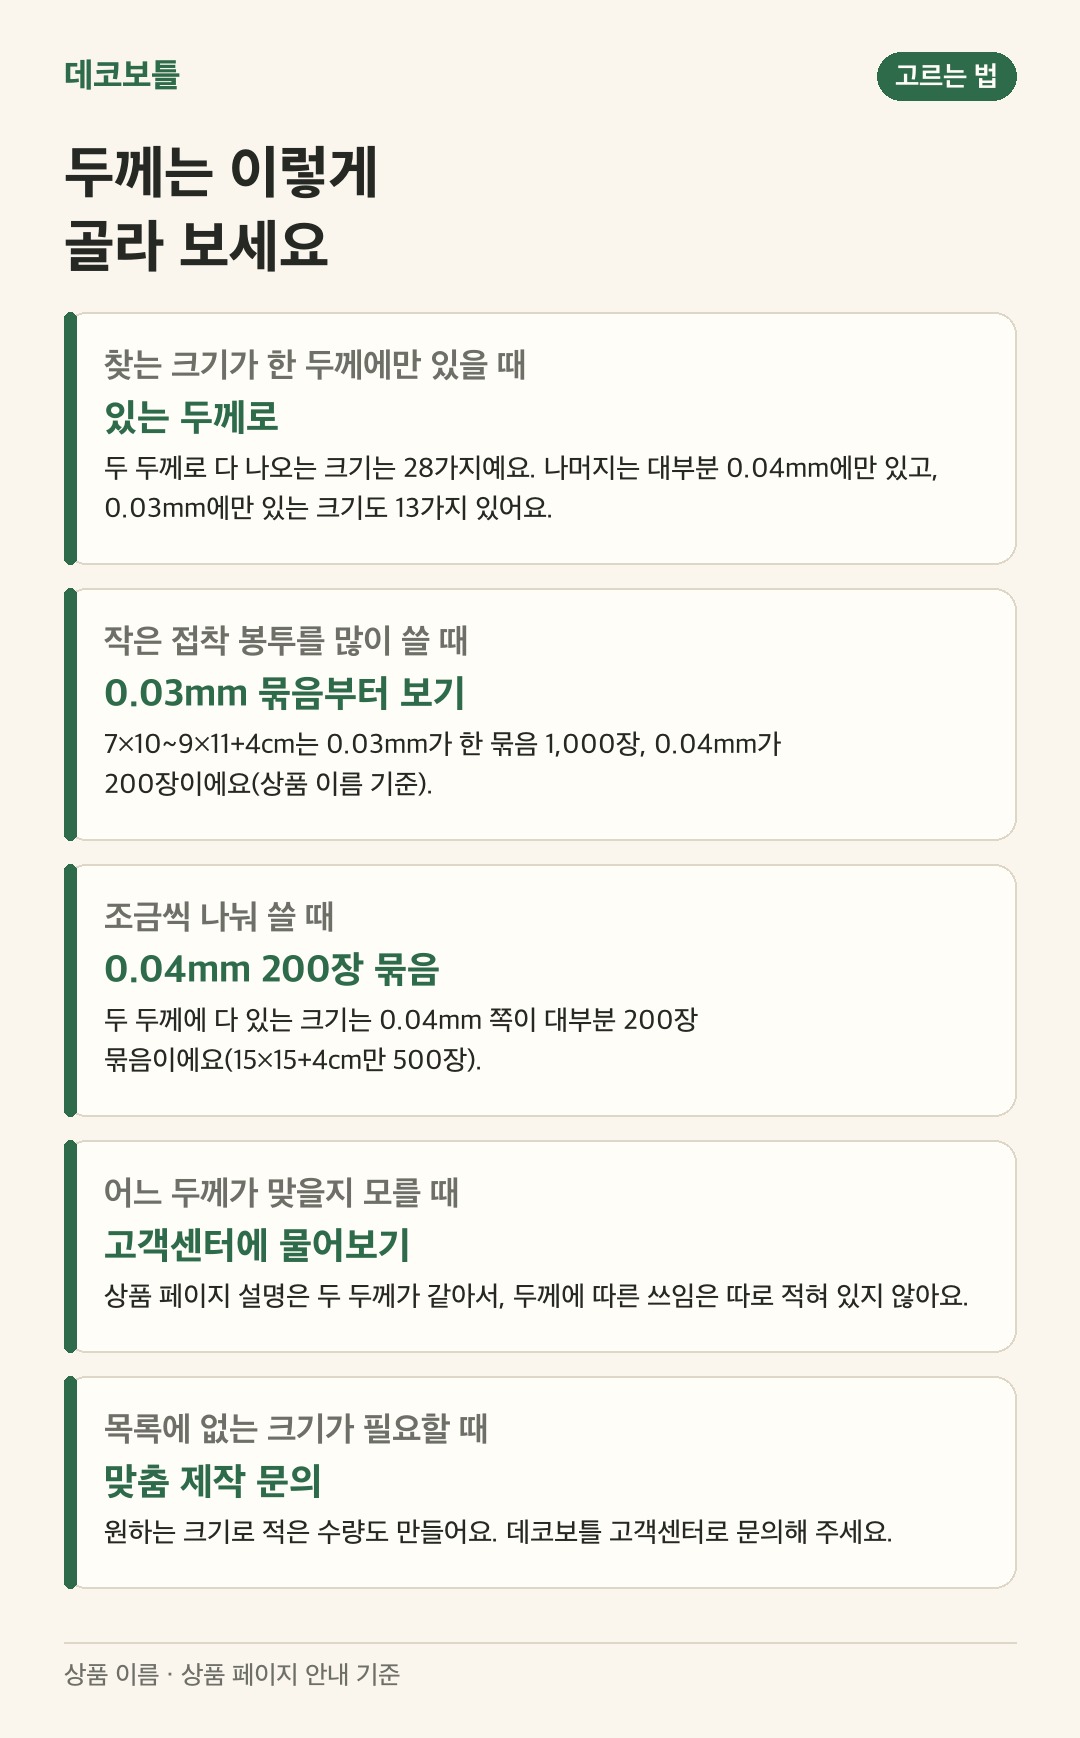 데코보틀
고르는 법
두께는 이렇게
골라 보세요
찾는 크기가 한 두께에만 있을 때
있는 두께로
두 두께로 다 나오는 크기는 28가지예요. 나머지는 대부분 0.04mm에만 있고,
0.03mm에만 있는 크기도 13가지 있어요.
작은 접착 봉투를 많이 쓸 때
0.03mm 묶음부터 보기
7×10~9×11+4cm는 0.03mm가 한 묶음 1,000장, 0.04mm가
200장이에요(상품 이름 기준).
조금씩 나눠 쓸 때
0.04mm 200장 묶음
두 두께에 다 있는 크기는 0.04mm 쪽이 대부분 200장
묶음이에요(15×15+4cm만 500장).
어느 두께가 맞을지 모를 때
고객센터에 물어보기
상품 페이지 설명은 두 두께가 같아서, 두께에 따른 쓰임은 따로 적혀 있지 않아요.
목록에 없는 크기가 필요할 때
맞춤 제작 문의
원하는 크기로 적은 수량도 만들어요. 데코보틀 고객센터로 문의해 주세요.
상품 이름 · 상품 페이지 안내 기준